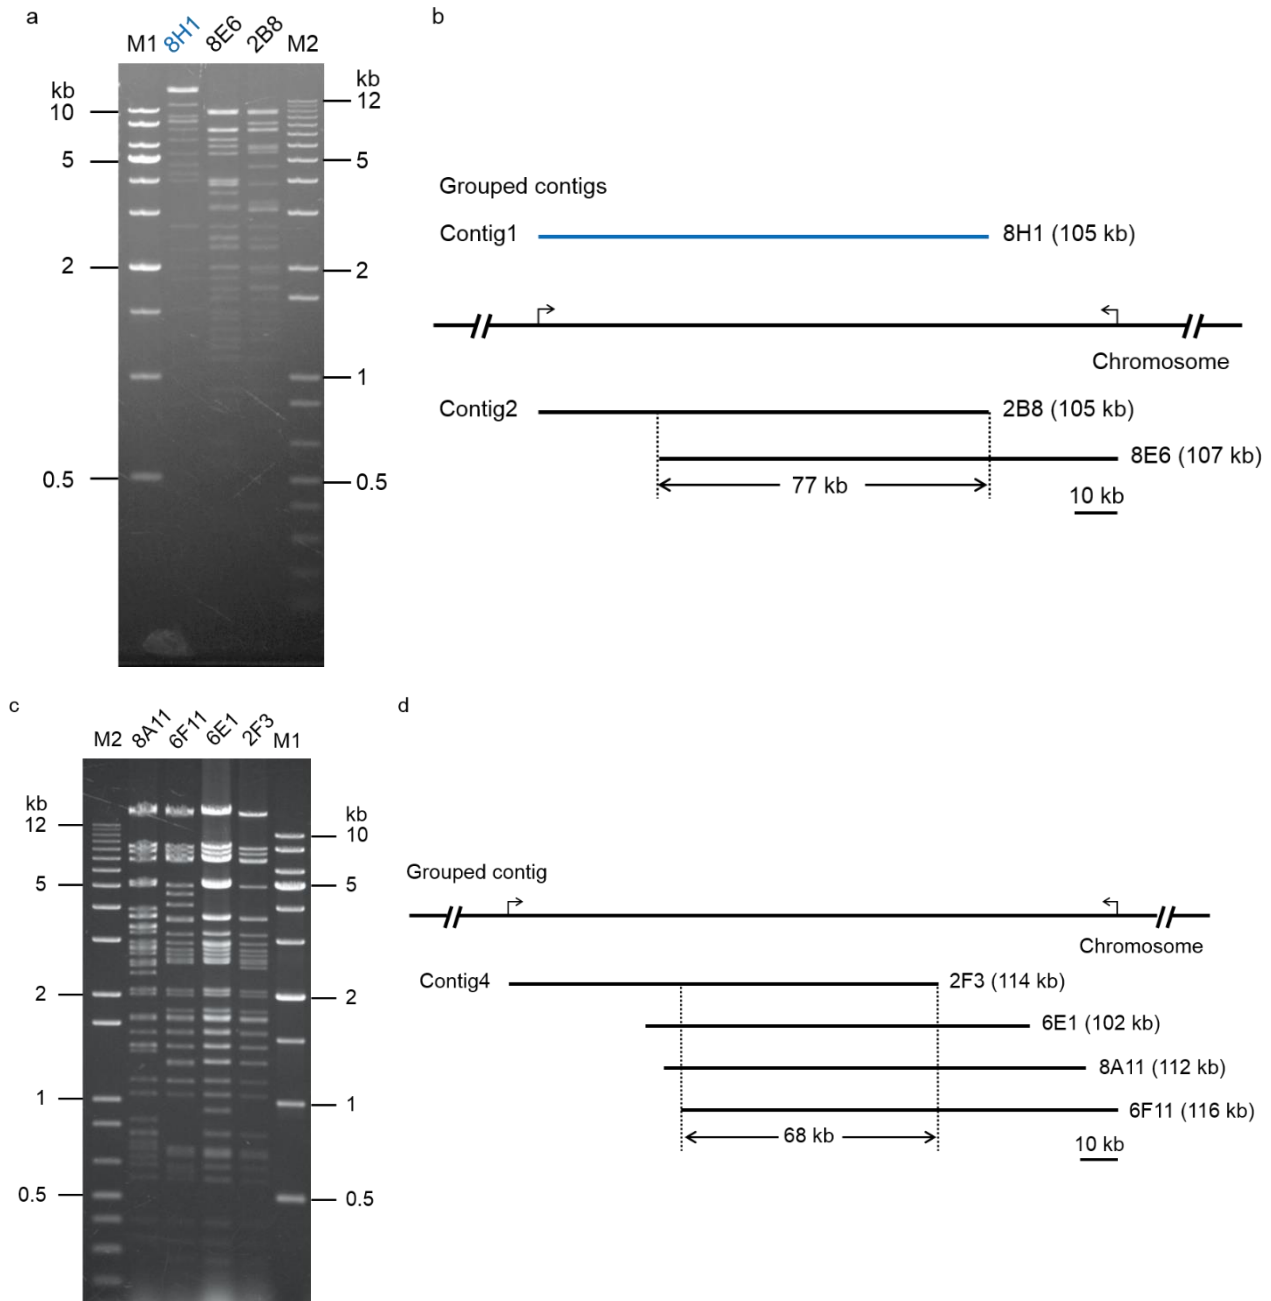 a
M1 8H1 8E6 2B8 M2
kb
10
5
2
1
0.5
kb
12
5
2
1
0.5
b
Grouped contigs
Contig1
8H1 (105 kb)
Chromosome
Contig2
2B8 (105 kb)
8E6 (107 kb)
77 kb
10 kb
c
M2 8A11 6F11 6E1 2F3 M1
kb
12
5
2
1
0.5
kb
10
5
2
1
0.5
d
Grouped contig
Chromosome
Contig4
2F3 (114 kb)
6E1 (102 kb)
8A11 (112 kb)
6F11 (116 kb)
68 kb
10 kb